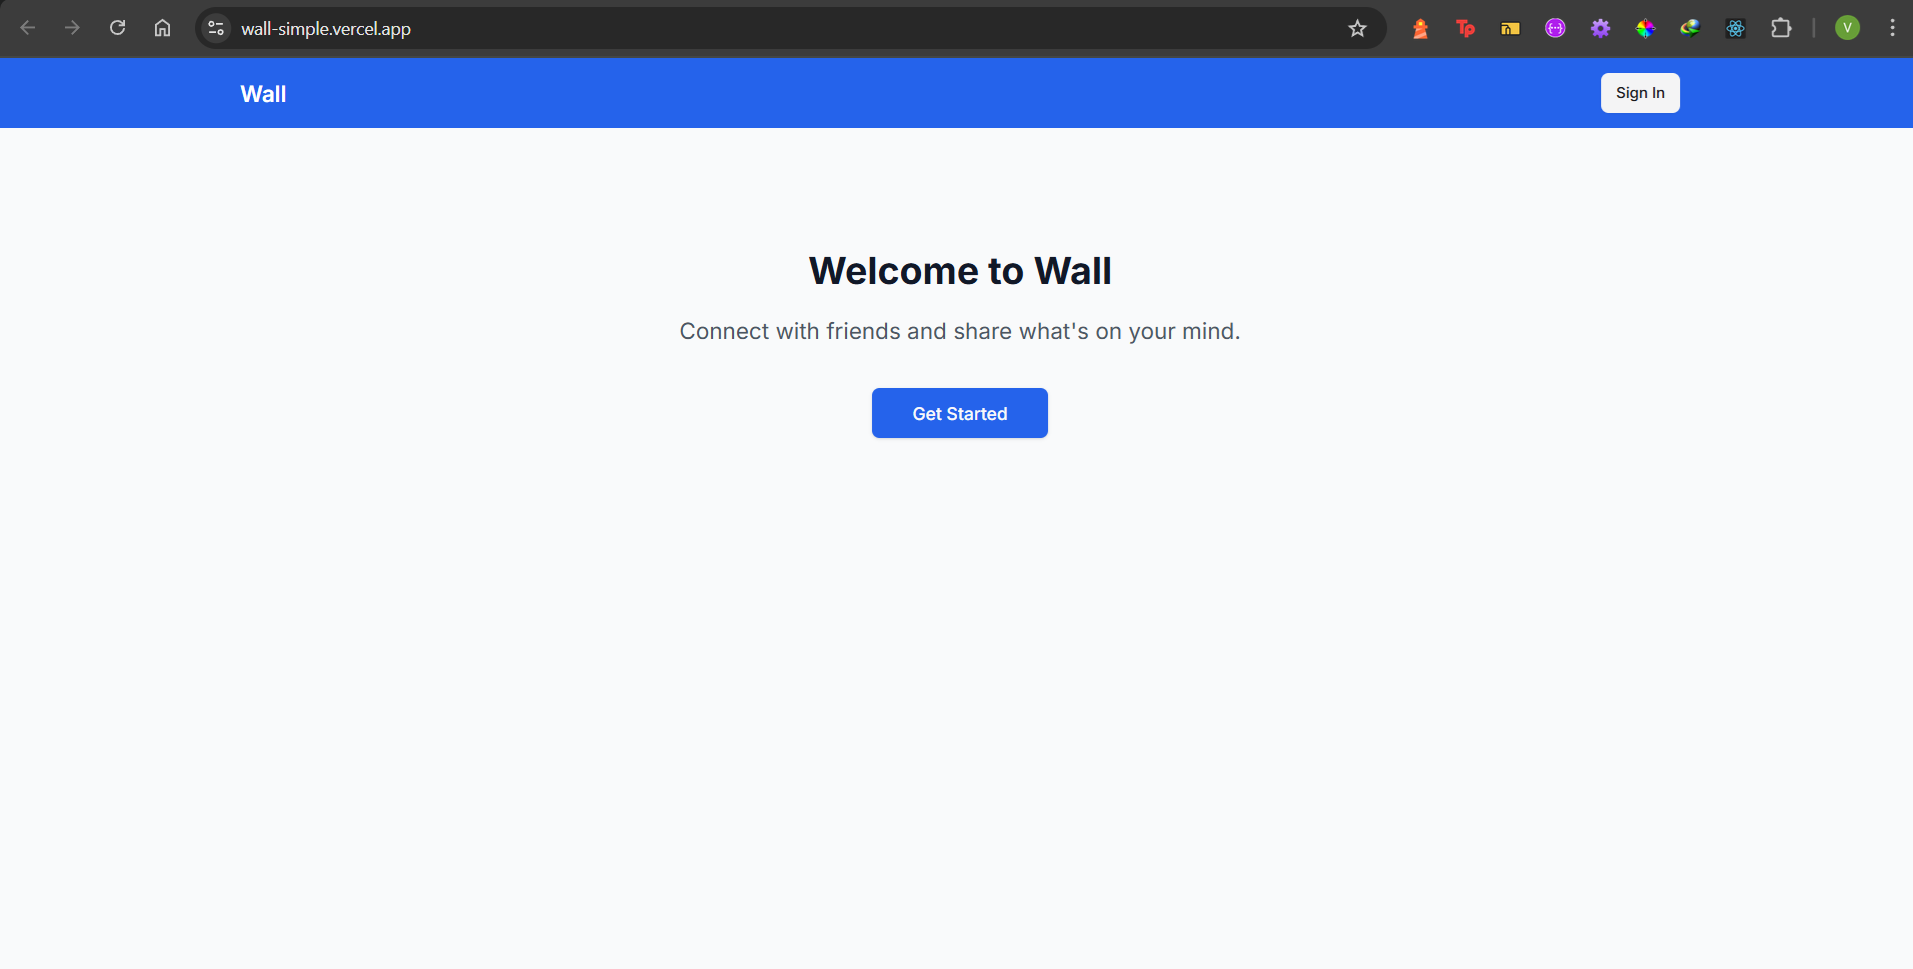 wall-simple.vercel.app
Tp
V
Wall
Sign In
Welcome to Wall
Connect with friends and share what's on your mind.
Get Started